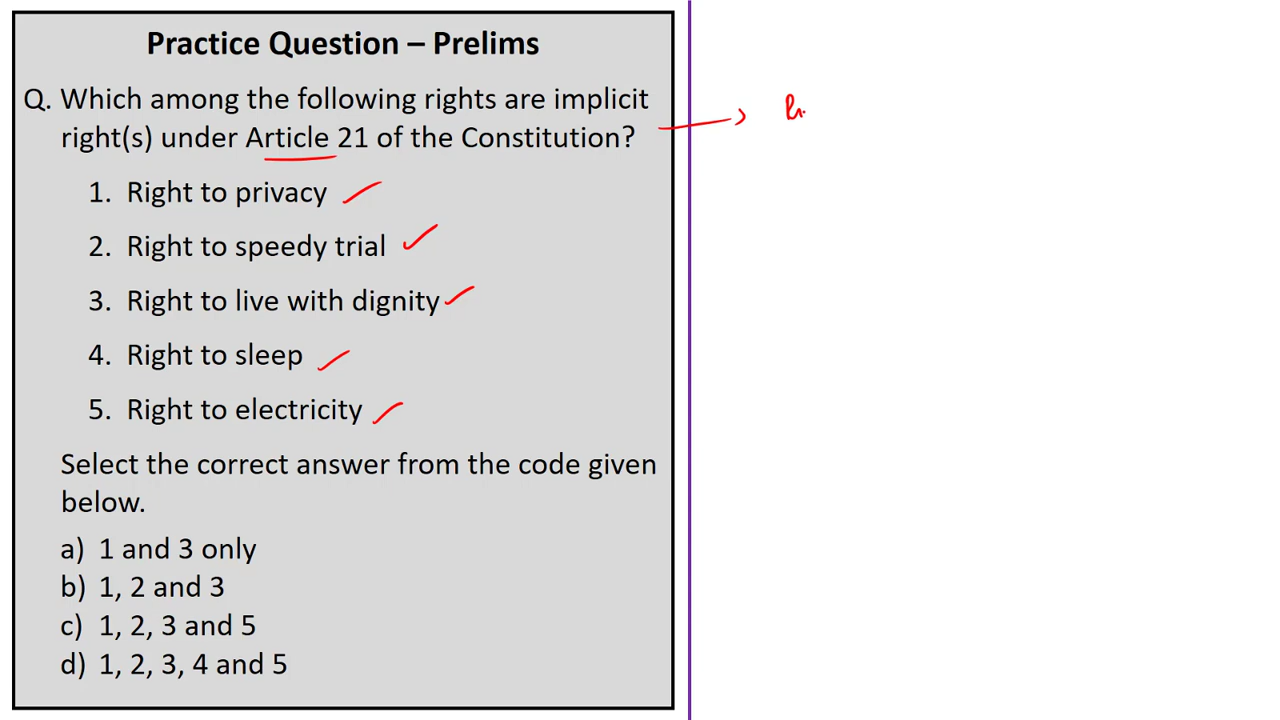 Practice Question – Prelims
Q. Which among the following rights are implicit
right(s) under Article 21 of the Constitution?
1. Right to privacy
2. Right to speedy trial
3. Right to live with dignity
4. Right to sleep
5. Right to electricity
Select the correct answer from the code given
below.
a) 1 and 3 only
b) 1, 2 and 3
c) 1, 2, 3 and 5
d) 1, 2, 3, 4 and 5